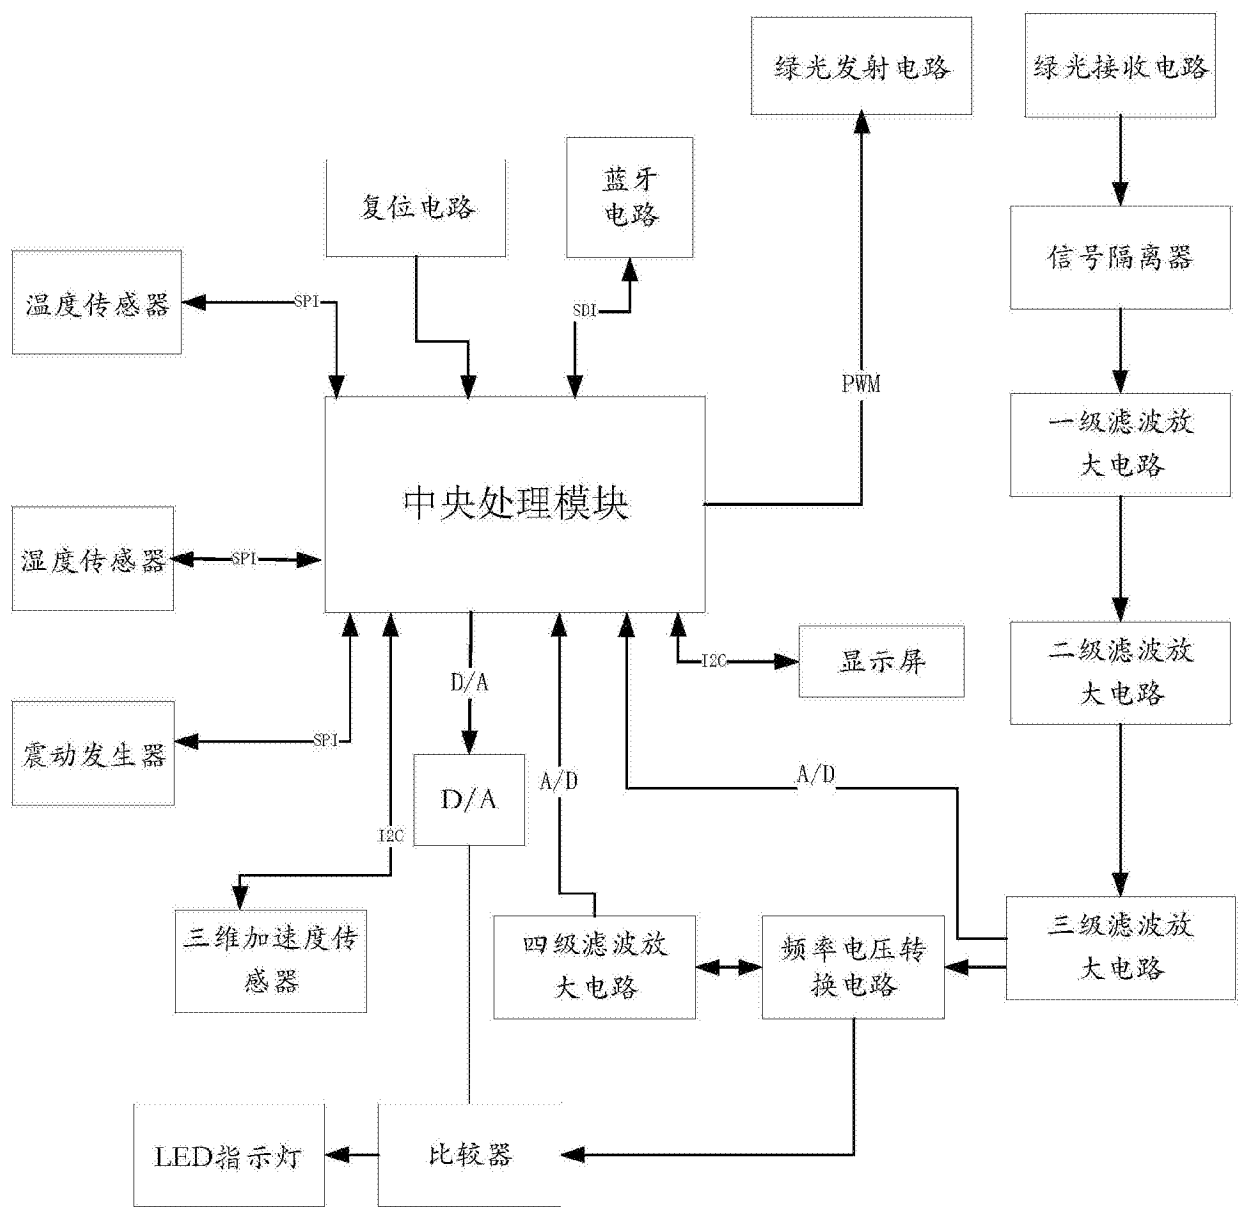 绿光发射电路
绿光接收电路
蓝牙
电路
复位电路
信号隔离器
温度传感器
SPI
SDI
PWM
一级滤波放
大电路
中央处理模块
湿度传感器
SPI
二级滤波放
大电路
显示屏
I2C
D/A
震动发生器
SPI
A/D
A/D
D/A
I2C
三维加速度传
感器
四级滤波放
大电路
频率电压转
换电路
三级滤波放
大电路
LED指示灯
比较器